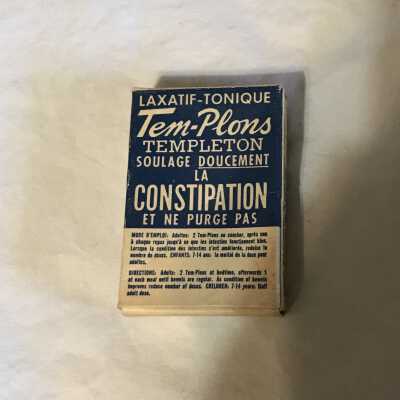 LAXATIF-TONIQUE
Tem-Plons
TEMPLETON
SOULAGE DOUCEMENT
LA
CONSTIPATION
ET NE PURGE PAS
MODE D'EMPLOI: Adultes: 2 Tem-Plons au coucher, après son
à chaque repas jusqu'à ce que les intestins fonctionnent bien.
Lorsque la condition des intestins s'est améliorée, réduire le
nombre de doses. ENFANTS: 7-14 ans: la moitié de la dose pour
adultes.
DIRECTIONS: Adults: 2 Tem-Plons at bedtime, afterwards 1
at each meal until bowels are regular. As condition of bowels
improves reduce number of doses. CHILDREN: 7-14 years: Half
adult dose.